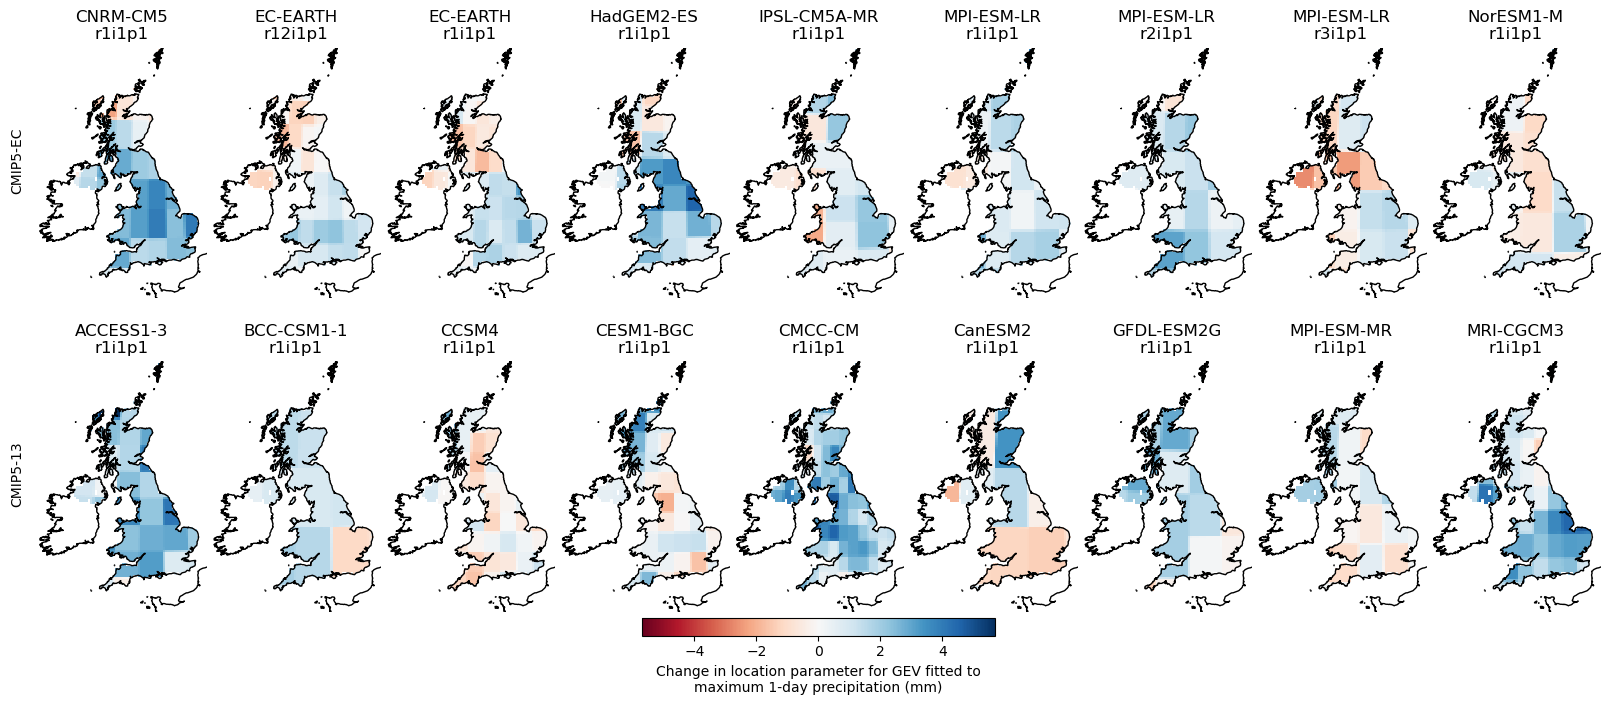 CNRM-CM5 EC-EARTH EC-EARTH HadGEM2-ES IPSL-CM5A-MR MPI-ESM-LR MPI-ESM-LR MPI-ESM-LR NorESM1-M
r1i1p1 r12i1p1 r1i1p1 r1i1p1 r1i1p1 r1i1p1 r2i1p1 r3i1p1 r1i1p1
CMIP5-EC
ACCESS1-3 BCC-CSM1-1 CCSM4 CESM1-BGC CMCC-CM CanESM2 GFDL-ESM2G MPI-ESM-MR MRI-CGCM3
r1i1p1 r1i1p1 r1i1p1 r1i1p1 r1i1p1 r1i1p1 r1i1p1 r1i1p1 r1i1p1
CMIP5-13
−4 −2 0 2 4
Change in location parameter for GEV fitted to
maximum 1-day precipitation (mm)